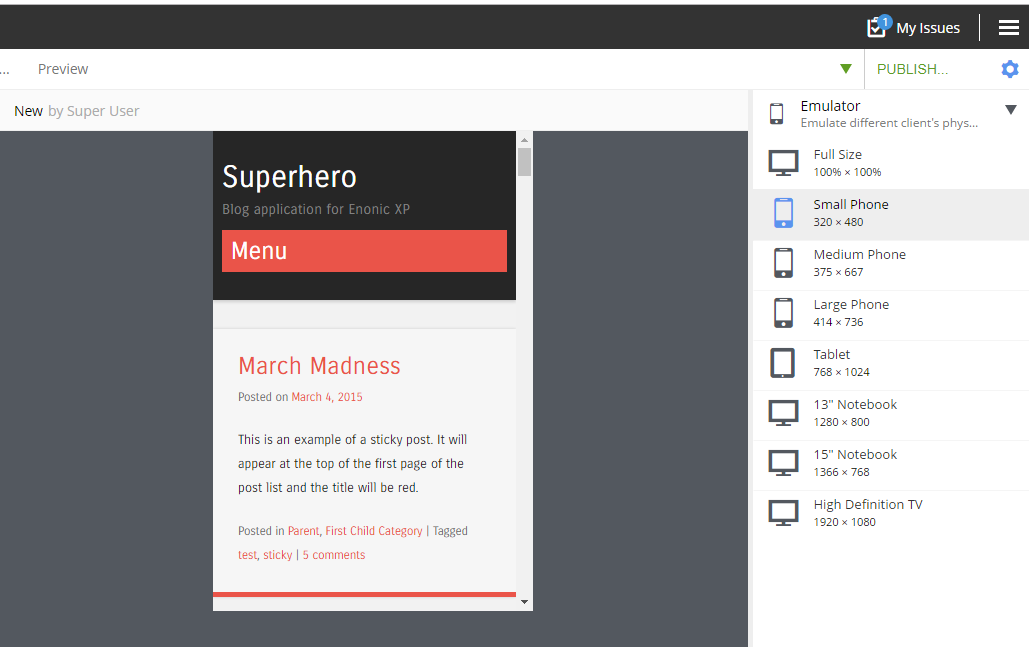 1
My Issues
... Preview PUBLISH...
New by Super User
Emulator
Emulate different client's phys...
Full Size
100% × 100%
Small Phone
320 × 480
Medium Phone
375 × 667
Large Phone
414 × 736
Tablet
768 × 1024
13" Notebook
1280 × 800
15" Notebook
1366 × 768
High Definition TV
1920 × 1080
Superhero
Blog application for Enonic XP
Menu
March Madness
Posted on March 4, 2015
This is an example of a sticky post. It will
appear at the top of the first page of the
post list and the title will be red.
Posted in Parent, First Child Category | Tagged
test, sticky | 5 comments